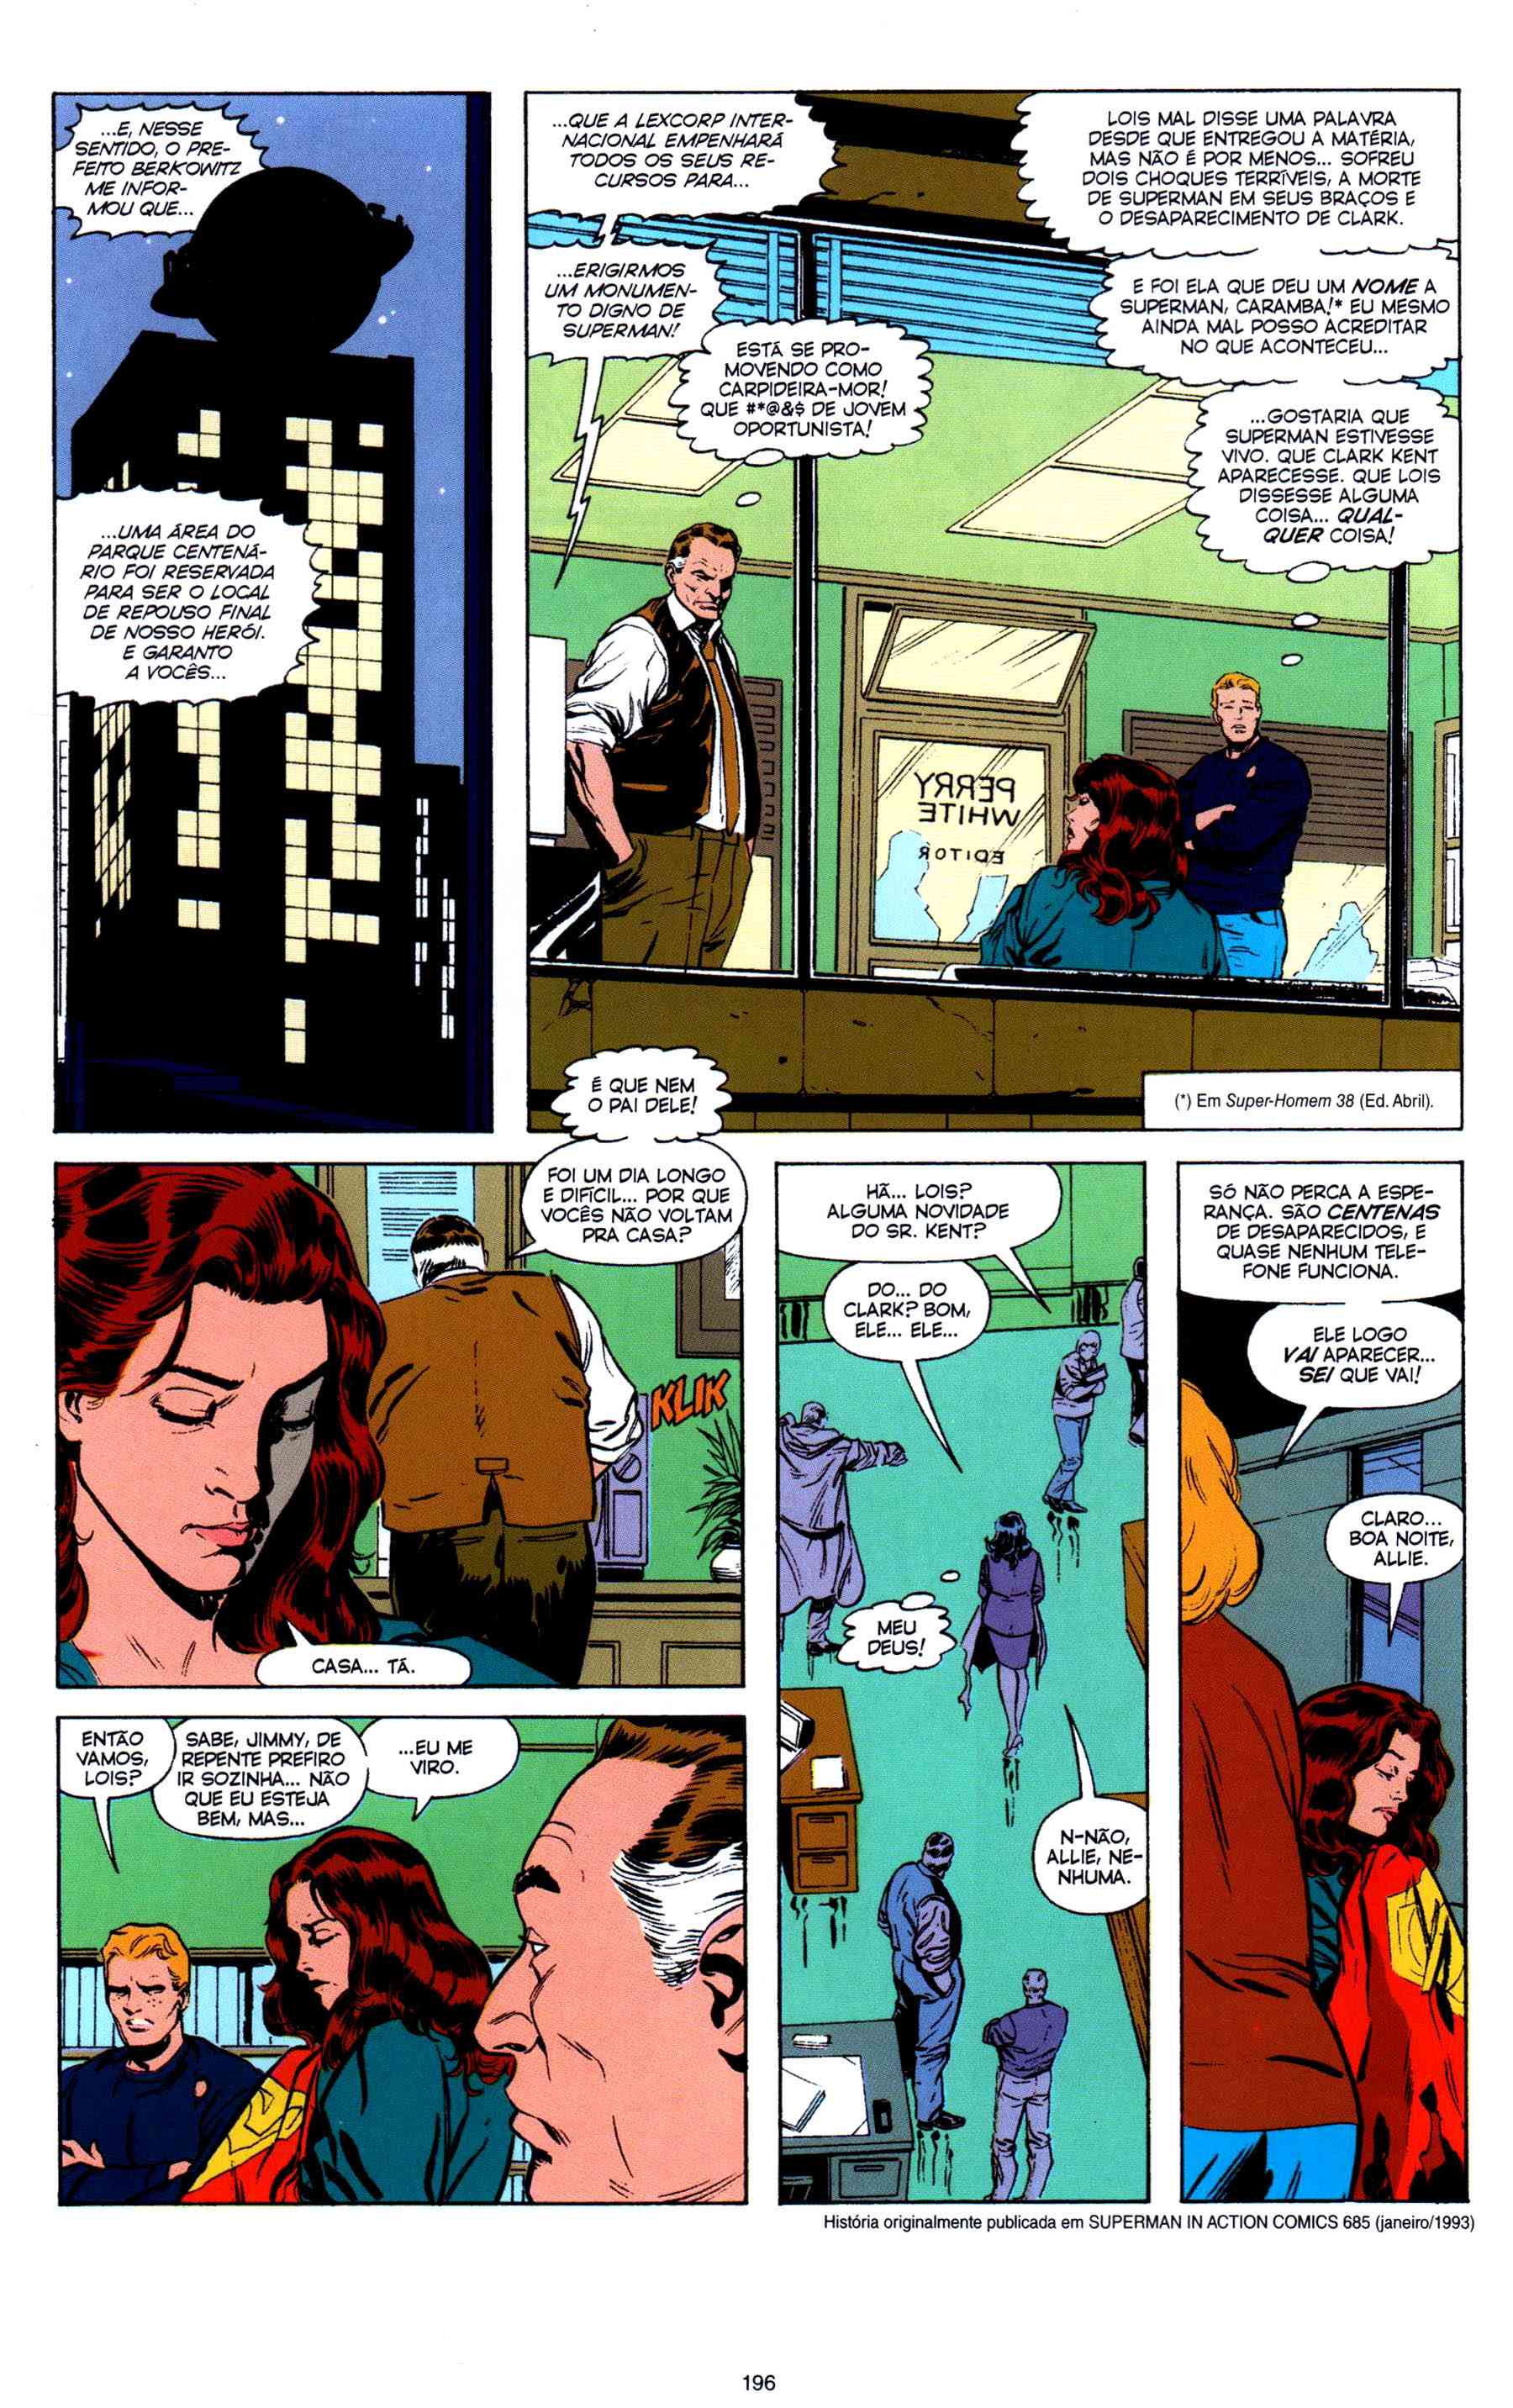 ...E, NESSE
SENTIDO, O PRE-
FEITO BERKOWITZ
ME INFOR-
MOU QUE...
...UMA ÁREA DO
PARQUE CENTENÁ-
RIO FOI RESERVADA
PARA SER O LOCAL
DE REPOUSO FINAL
DE NOSSO HERÓI.
E GARANTO
A VOCÊS...
...QUE A LEXCORP INTER-
NACIONAL EMPENHARÁ
TODOS OS SEUS RE-
CURSOS PARA...
...ERIGIRMOS
UM MONUMEN-
TO DIGNO DE
SUPERMAN!
ESTÁ SE PRO-
MOVENDO COMO
CARPIDEIRA-MOR!
QUE #*@&$ DE JOVEM
OPORTUNISTA!
LOIS MAL DISSE UMA PALAVRA
DESDE QUE ENTREGOU A MATÉRIA,
MAS NÃO É POR MENOS... SOFREU
DOIS CHOQUES TERRÍVEIS, A MORTE
DE SUPERMAN EM SEUS BRAÇOS E
O DESAPARECIMENTO DE CLARK.
E FOI ELA QUE DEU UM NOME A
SUPERMAN, CARAMBA!* EU MESMO
AINDA MAL POSSO ACREDITAR
NO QUE ACONTECEU...
...GOSTARIA QUE
SUPERMAN ESTIVESSE
VIVO. QUE CLARK KENT
APARECESSE. QUE LOIS
DISSESSE ALGUMA
COISA... QUAL-
QUER COISA!
PERRY
WHITE
EDITOR
(*) Em Super-Homem 38 (Ed. Abril).
É QUE NEM
O PAI DELE!
FOI UM DIA LONGO
E DIFÍCIL... POR QUE
VOCÊS NÃO VOLTAM
PRA CASA?
KLIK
CASA... TÁ.
ENTÃO
VAMOS,
LOIS?
SABE, JIMMY, DE
REPENTE PREFIRO
IR SOZINHA... NÃO
QUE EU ESTEJA
BEM, MAS...
...EU ME
VIRO.
HÃ... LOIS?
ALGUMA NOVIDADE
DO SR. KENT?
DO... DO
CLARK? BOM,
ELE... ELE...
MEU
DEUS!
N-NÃO,
ALLIE, NE-
NHUMA.
SÓ NÃO PERCA A ESPE-
RANÇA. SÃO CENTENAS
DE DESAPARECIDOS, E
QUASE NENHUM TELE-
FONE FUNCIONA.
ELE LOGO
VAI APARECER...
SEI QUE VAI!
CLARO...
BOA NOITE,
ALLIE.
História originalmente publicada em SUPERMAN IN ACTION COMICS 685 (janeiro/1993)
196